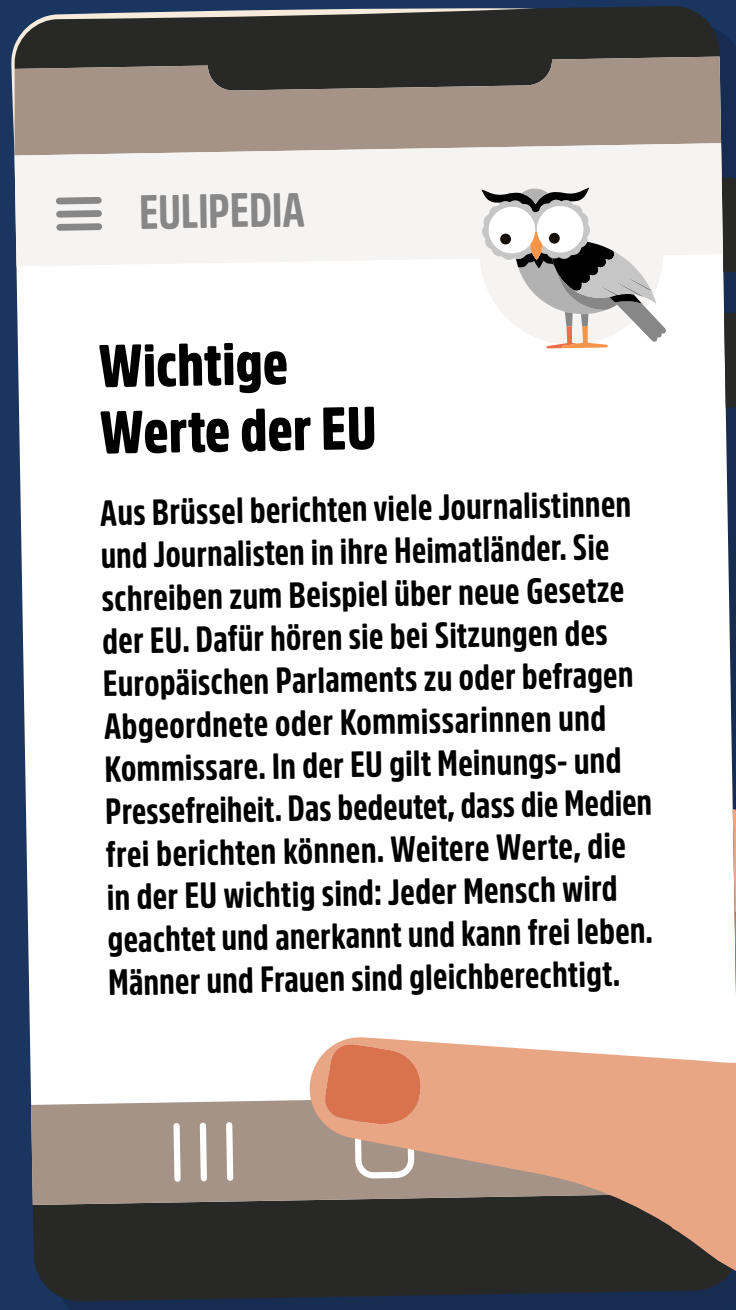 EULIPEDIA
Wichtige
Werte der EU
Aus Brüssel berichten viele Journalistinnen
und Journalisten in ihre Heimatländer. Sie
schreiben zum Beispiel über neue Gesetze
der EU. Dafür hören sie bei Sitzungen des
Europäischen Parlaments zu oder befragen
Abgeordnete oder Kommissarinnen und
Kommissare. In der EU gilt Meinungs- und
Pressefreiheit. Das bedeutet, dass die Medien
frei berichten können. Weitere Werte, die
in der EU wichtig sind: Jeder Mensch wird
geachtet und anerkannt und kann frei leben.
Männer und Frauen sind gleichberechtigt.